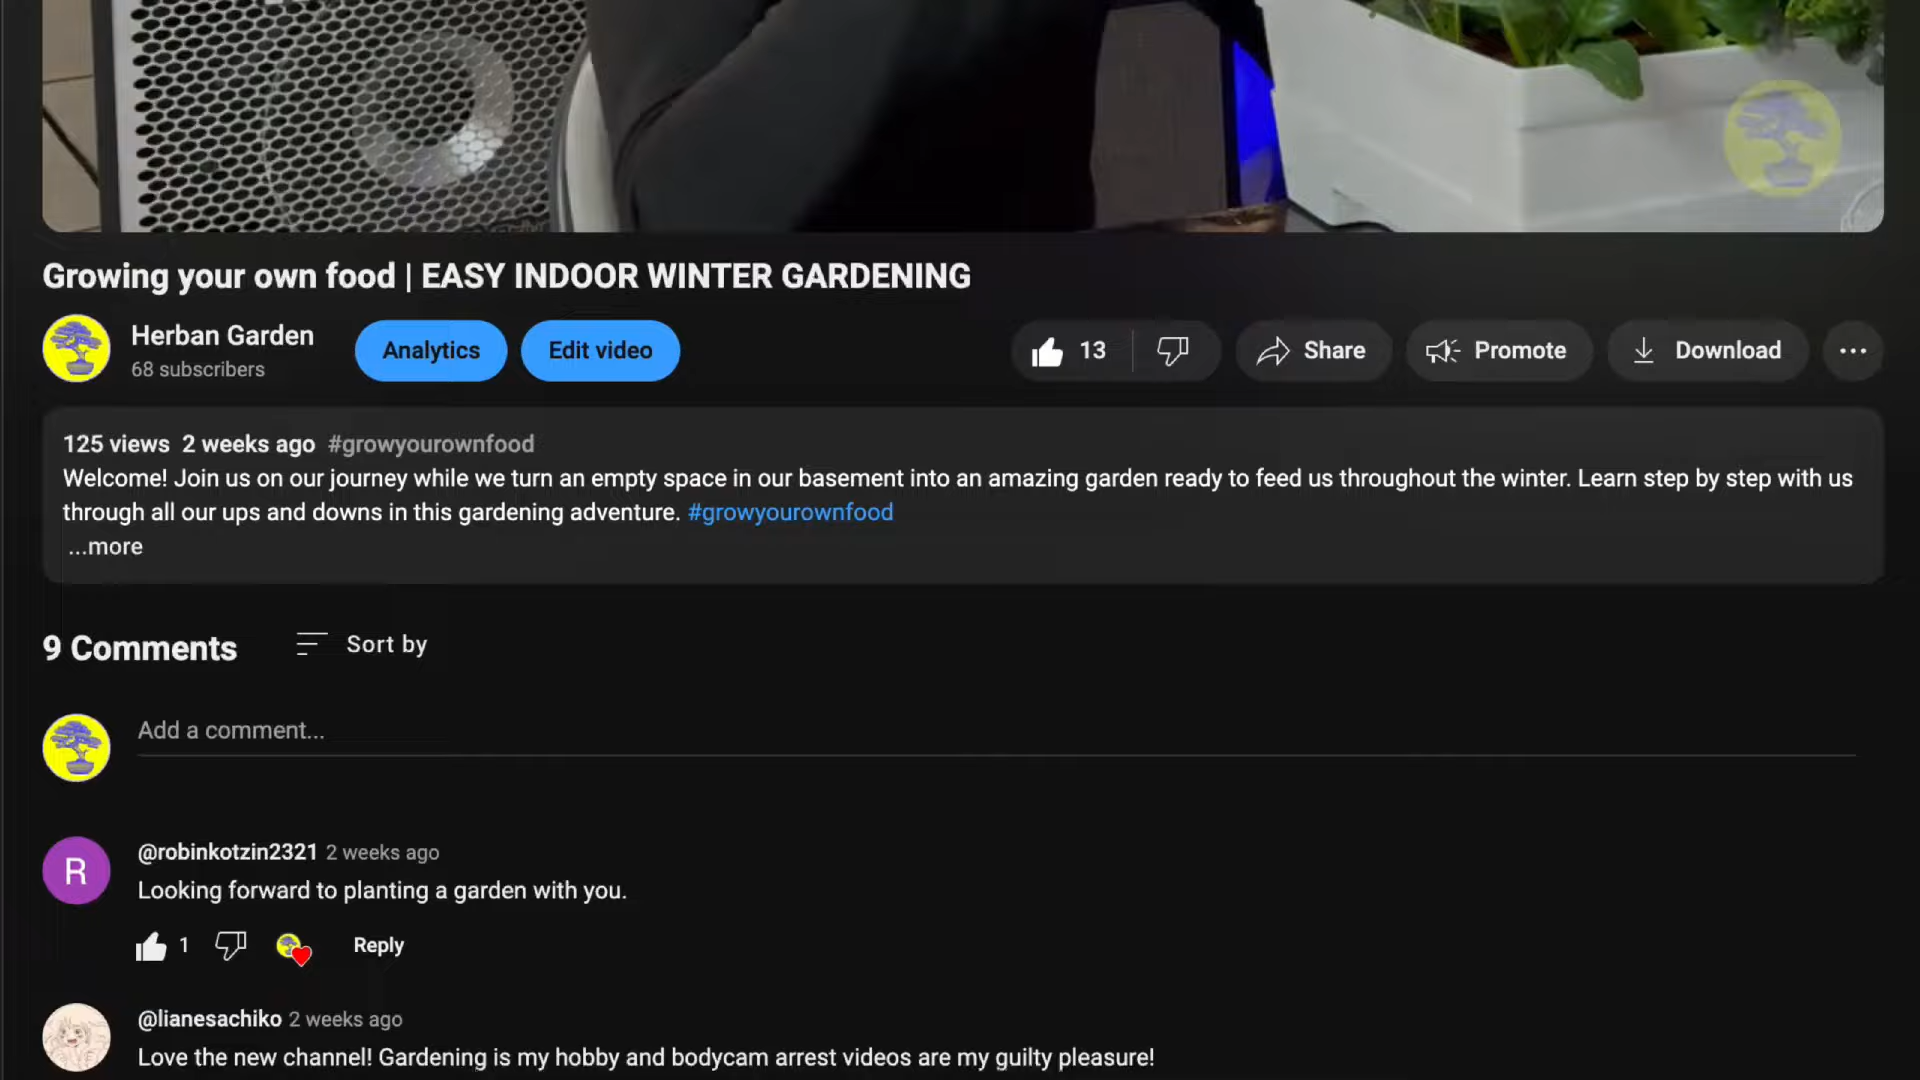 Growing your own food | EASY INDOOR WINTER GARDENING
Herban Garden
68 subscribers
Analytics
Edit video
13
Share
Promote
Download
125 views 2 weeks ago #growyourownfood
Welcome! Join us on our journey while we turn an empty space in our basement into an amazing garden ready to feed us throughout the winter. Learn step by step with us
through all our ups and downs in this gardening adventure. #growyourownfood
...more
9 Comments
Sort by
Add a comment...
R
@robinkotzin2321 2 weeks ago
Looking forward to planting a garden with you.
1
Reply
@lianesachiko 2 weeks ago
Love the new channel! Gardening is my hobby and bodycam arrest videos are my guilty pleasure!